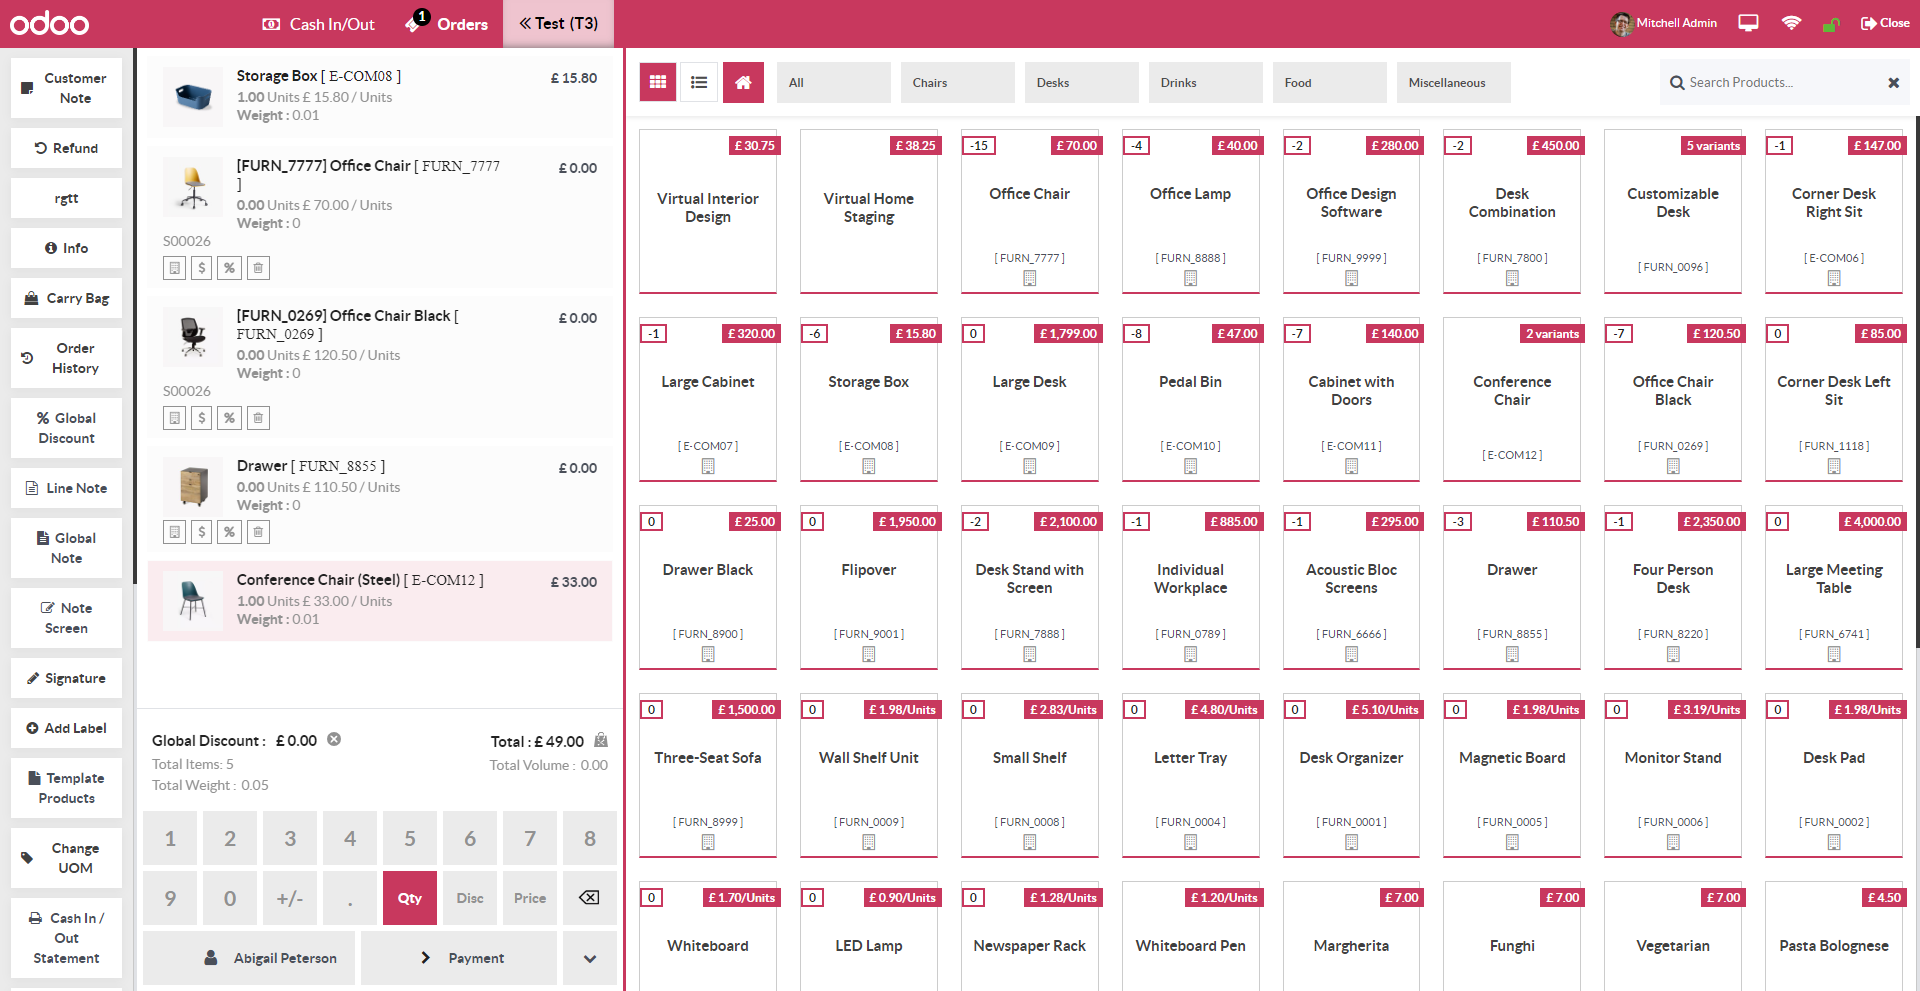 odoo
Cash In/Out
1
Orders
Test (T3)
Mitchell Admin
Close
Customer
Note
Refund
rgtt
Info
Carry Bag
Order
History
Global
Discount
Line Note
Global
Note
Note
Screen
Signature
Add Label
Template
Products
Change
UOM
Cash In /
Out
Statement
Storage Box [ E-COM08 ]
£ 15.80
1.00 Units £ 15.80 / Units
Weight : 0.01
[FURN_7777] Office Chair [ FURN_7777
]
£ 0.00
0.00 Units £ 70.00 / Units
Weight : 0
S00026
$
%
[FURN_0269] Office Chair Black [
FURN_0269 ]
£ 0.00
0.00 Units £ 120.50 / Units
Weight : 0
S00026
$
%
Drawer [ FURN_8855 ]
£ 0.00
0.00 Units £ 110.50 / Units
Weight : 0
$
%
Conference Chair (Steel) [ E-COM12 ]
£ 33.00
1.00 Units £ 33.00 / Units
Weight : 0.01
Global Discount : £ 0.00
Total : £ 49.00
Total Items: 5
Total Volume : 0.00
Total Weight : 0.05
1 2 3 4 5 6 7 8
9 0 +/- . Qty Disc Price
Abigail Peterson
Payment
All
Chairs
Desks
Drinks
Food
Miscellaneous
Search Products...
£ 30.75
Virtual Interior
Design
£ 38.25
Virtual Home
Staging
-15
£ 70.00
Office Chair
[ FURN_7777 ]
-4
£ 40.00
Office Lamp
[ FURN_8888 ]
-2
£ 280.00
Office Design
Software
[ FURN_9999 ]
-2
£ 450.00
Desk
Combination
[ FURN_7800 ]
5 variants
Customizable
Desk
[ FURN_0096 ]
-1
£ 147.00
Corner Desk
Right Sit
[ E-COM06 ]
-1
£ 320.00
Large Cabinet
[ E-COM07 ]
-6
£ 15.80
Storage Box
[ E-COM08 ]
0
£ 1,799.00
Large Desk
[ E-COM09 ]
-8
£ 47.00
Pedal Bin
[ E-COM10 ]
-7
£ 140.00
Cabinet with
Doors
[ E-COM11 ]
2 variants
Conference
Chair
[ E-COM12 ]
-7
£ 120.50
Office Chair
Black
[ FURN_0269 ]
0
£ 85.00
Corner Desk Left
Sit
[ FURN_1118 ]
0
£ 25.00
Drawer Black
[ FURN_8900 ]
0
£ 1,950.00
Flipover
[ FURN_9001 ]
-2
£ 2,100.00
Desk Stand with
Screen
[ FURN_7888 ]
-1
£ 885.00
Individual
Workplace
[ FURN_0789 ]
-1
£ 295.00
Acoustic Bloc
Screens
[ FURN_6666 ]
-3
£ 110.50
Drawer
[ FURN_8855 ]
-1
£ 2,350.00
Four Person
Desk
[ FURN_8220 ]
0
£ 4,000.00
Large Meeting
Table
[ FURN_6741 ]
0
£ 1,500.00
Three-Seat Sofa
[ FURN_8999 ]
0
£ 1.98/Units
Wall Shelf Unit
[ FURN_0009 ]
0
£ 2.83/Units
Small Shelf
[ FURN_0008 ]
0
£ 4.80/Units
Letter Tray
[ FURN_0004 ]
0
£ 5.10/Units
Desk Organizer
[ FURN_0001 ]
0
£ 1.98/Units
Magnetic Board
[ FURN_0005 ]
0
£ 3.19/Units
Monitor Stand
[ FURN_0006 ]
0
£ 1.98/Units
Desk Pad
[ FURN_0002 ]
0
£ 1.70/Units
Whiteboard
0
£ 0.90/Units
LED Lamp
0
£ 1.28/Units
Newspaper Rack
£ 1.20/Units
Whiteboard Pen
£ 7.00
Margherita
£ 7.00
Funghi
£ 7.00
Vegetarian
£ 4.50
Pasta Bolognese